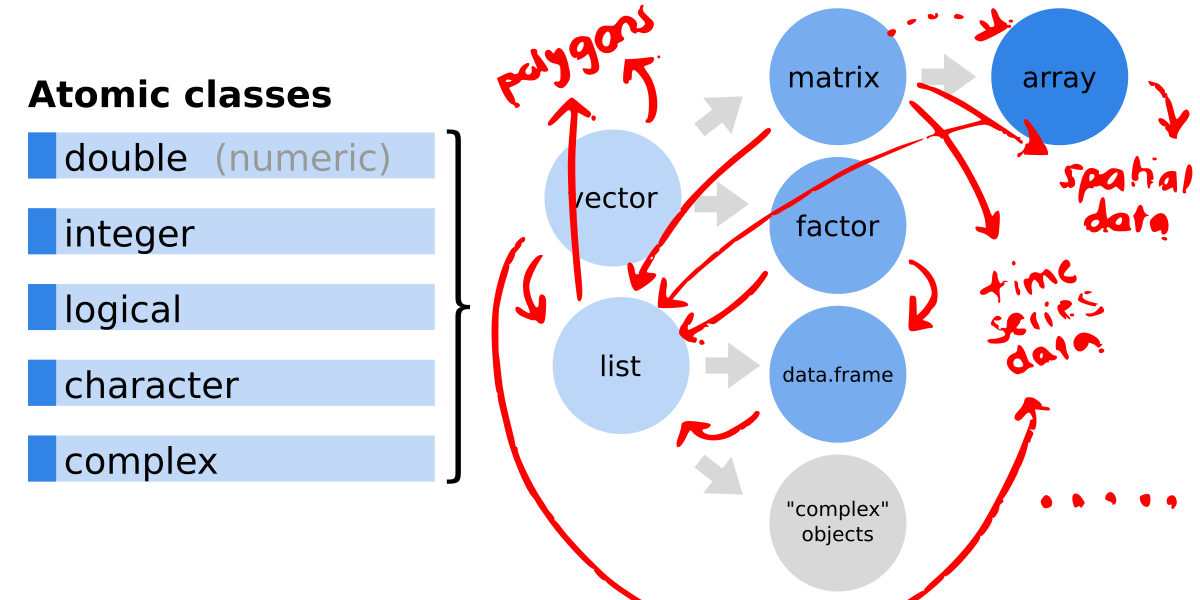 Atomic classes
double (numeric)
integer
logical
character
complex
polygons
vector
list
matrix
array
factor
data.frame
"complex"
objects
spatial
data
time
series
data